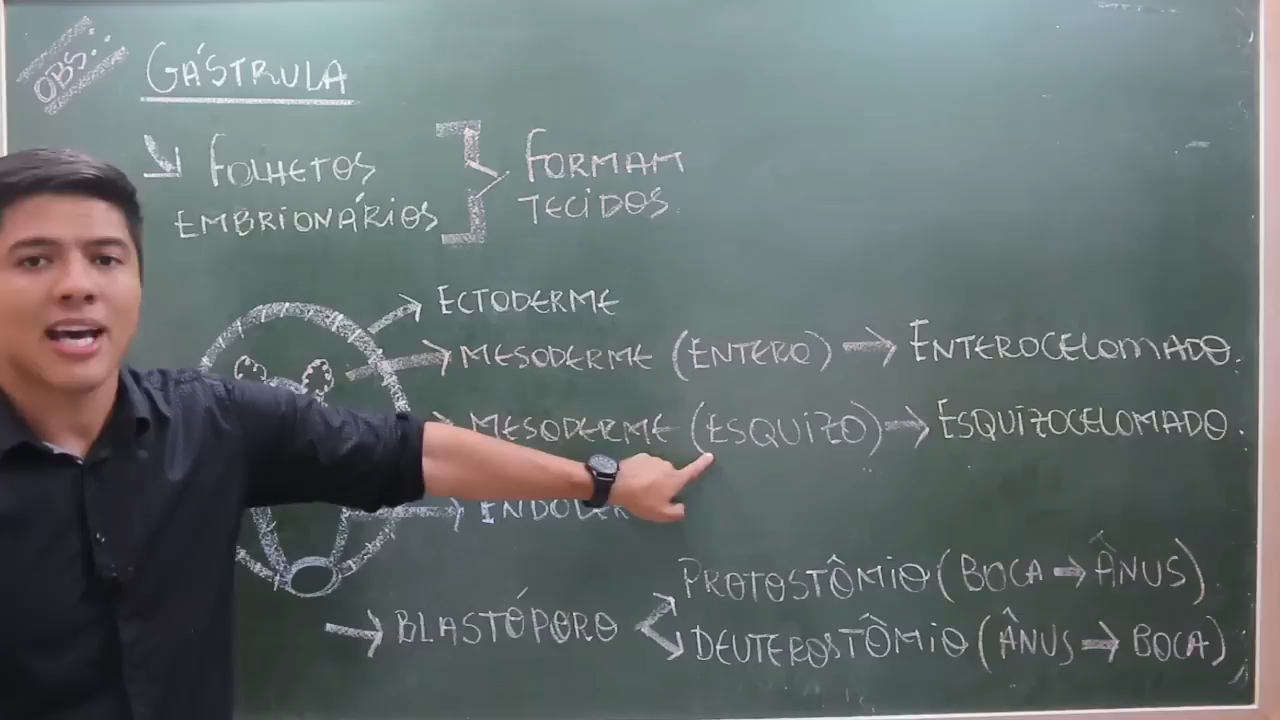 OBS:
GÁSTRULA
FOLHETOS
EMBRIONÁRIOS
FORMAM
TECIDOS
ECTODERME
MESODERME (ENTERO) → ENTEROCELOMADO.
MESODERME (ESQUIZO) → ESQUIZOCELOMADO.
ENDODER
→ BLASTÓPORO
PROTOSTÔMIO (BOCA → ÂNUS)
DEUTEROSTÔMIO (ÂNUS → BOCA)